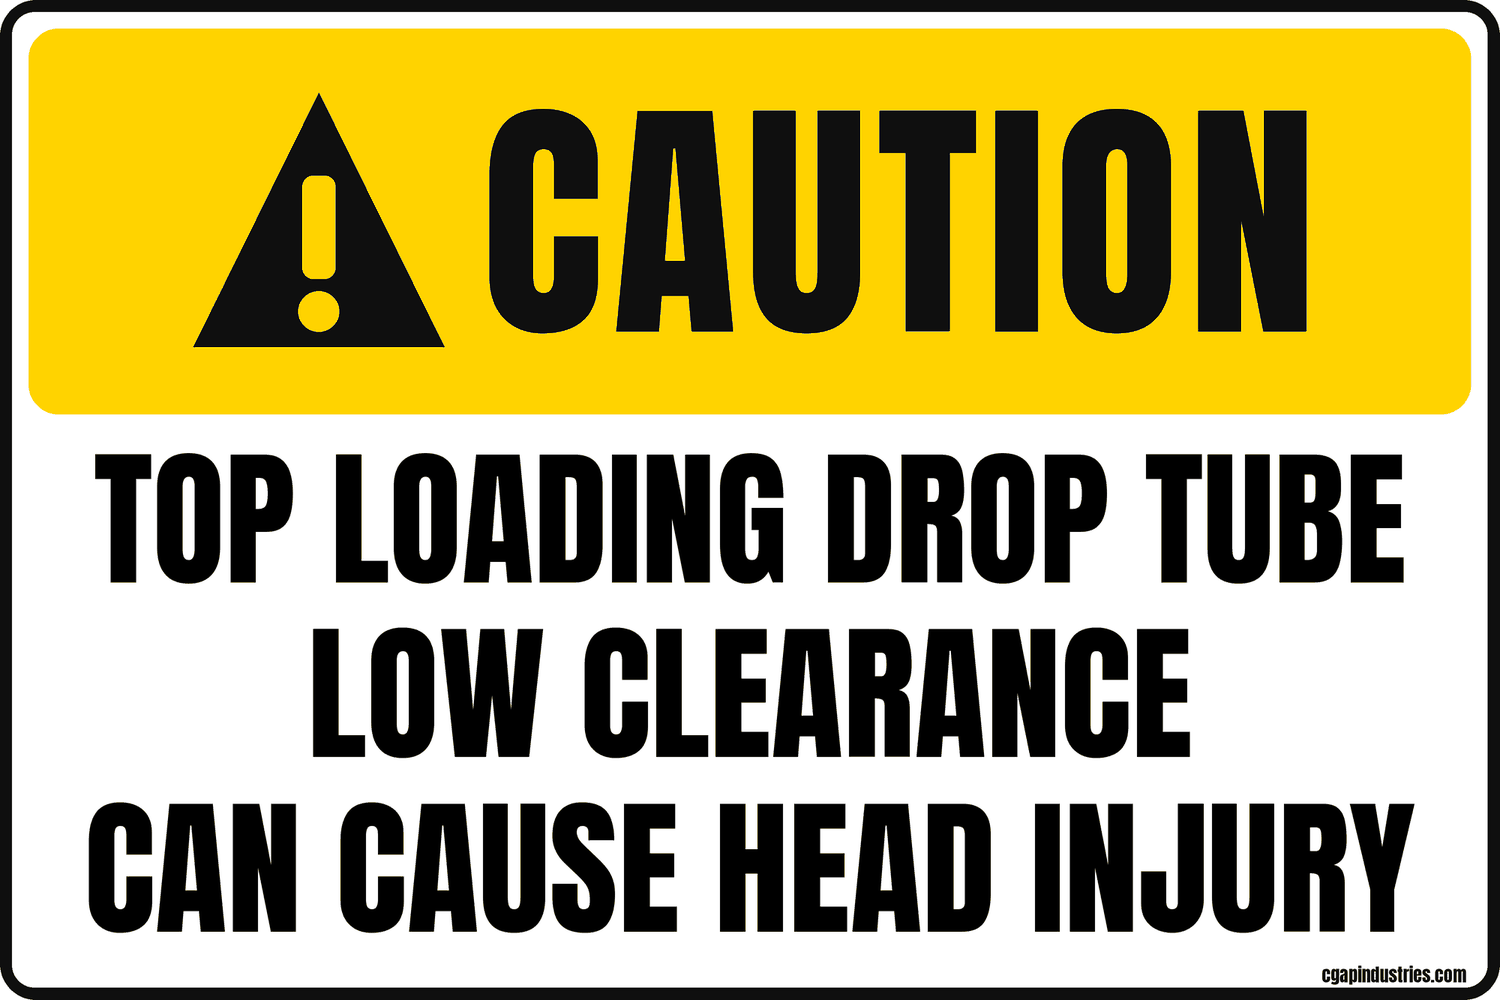 CAUTION
TOP LOADING DROP TUBE
LOW CLEARANCE
CAN CAUSE HEAD INJURY
cgapindustries.com